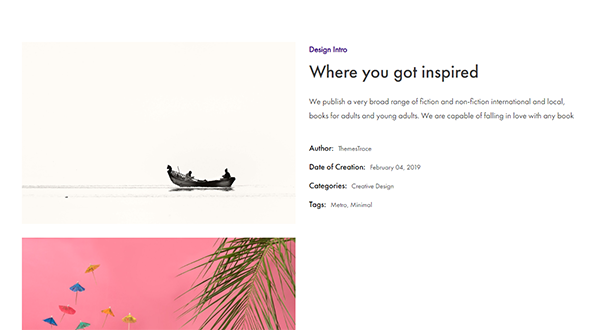 Design Intro
Where you got inspired
We publish a very broad range of fiction and non-fiction international and local,
books for adults and young adults. We are capable of falling in love with any book
Author: ThemesTrace
Date of Creation: February 04, 2019
Categories: Creative Design
Tags: Metro, Minimal